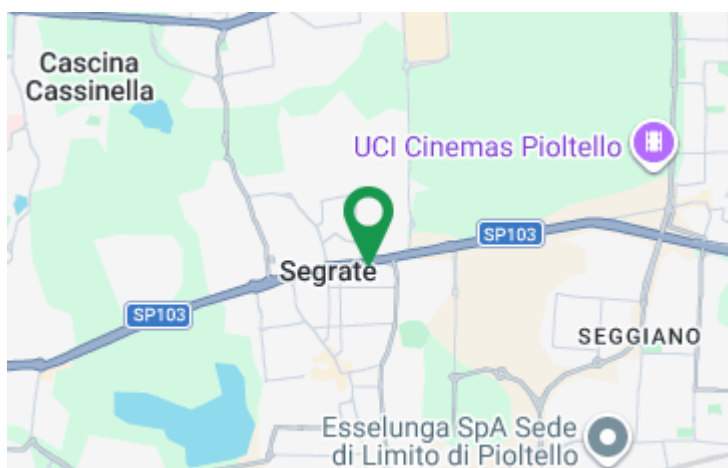 Cascina
Cassinella
UCI Cinemas Pioltello
SP103
Segrate
SP103
SEGGIANO
Esselunga SpA Sede
di Limito di Pioltello